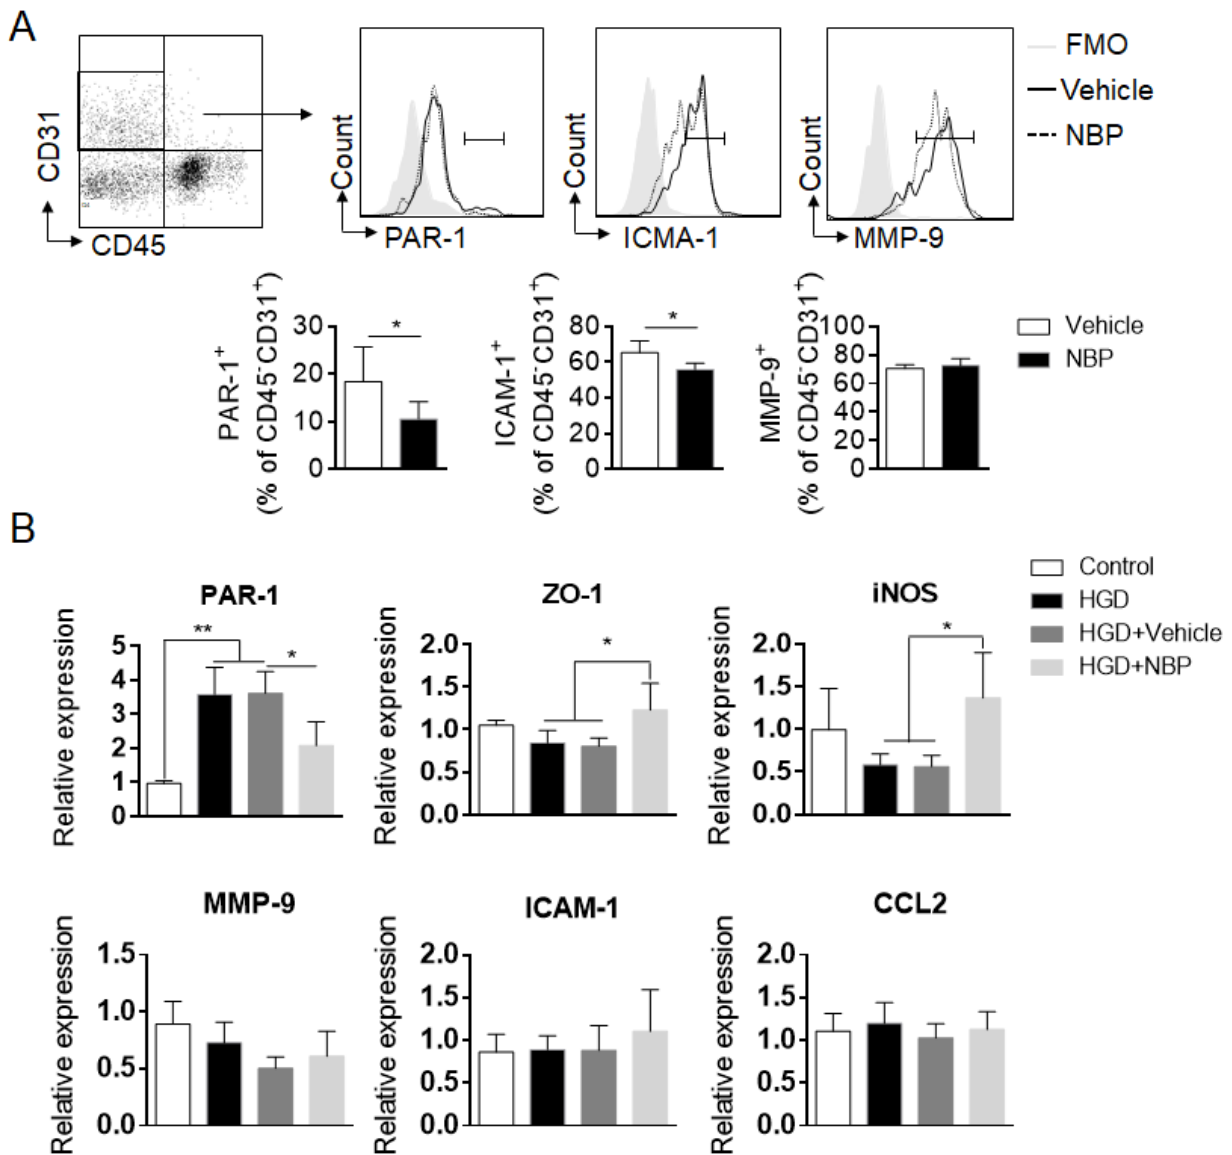 A
CD31
CD45
Count
PAR-1
Count
ICMA-1
Count
MMP-9
FMO
Vehicle
NBP
PAR-1+
(% of CD45-CD31+)
30
20
10
0
*
ICAM-1+
(% of CD45-CD31+)
80
60
40
20
0
*
MMP-9+
(% of CD45-CD31+)
100
80
60
40
20
0
Vehicle
NBP
B
PAR-1
Relative expression
5
4
3
2
1
0
**
*
ZO-1
Relative expression
2.0
1.5
1.0
0.5
0.0
*
iNOS
Relative expression
2.0
1.5
1.0
0.5
0.0
*
Control
HGD
HGD+Vehicle
HGD+NBP
MMP-9
Relative expression
1.5
1.0
0.5
0.0
ICAM-1
Relative expression
2.0
1.5
1.0
0.5
0.0
CCL2
Relative expression
2.0
1.5
1.0
0.5
0.0